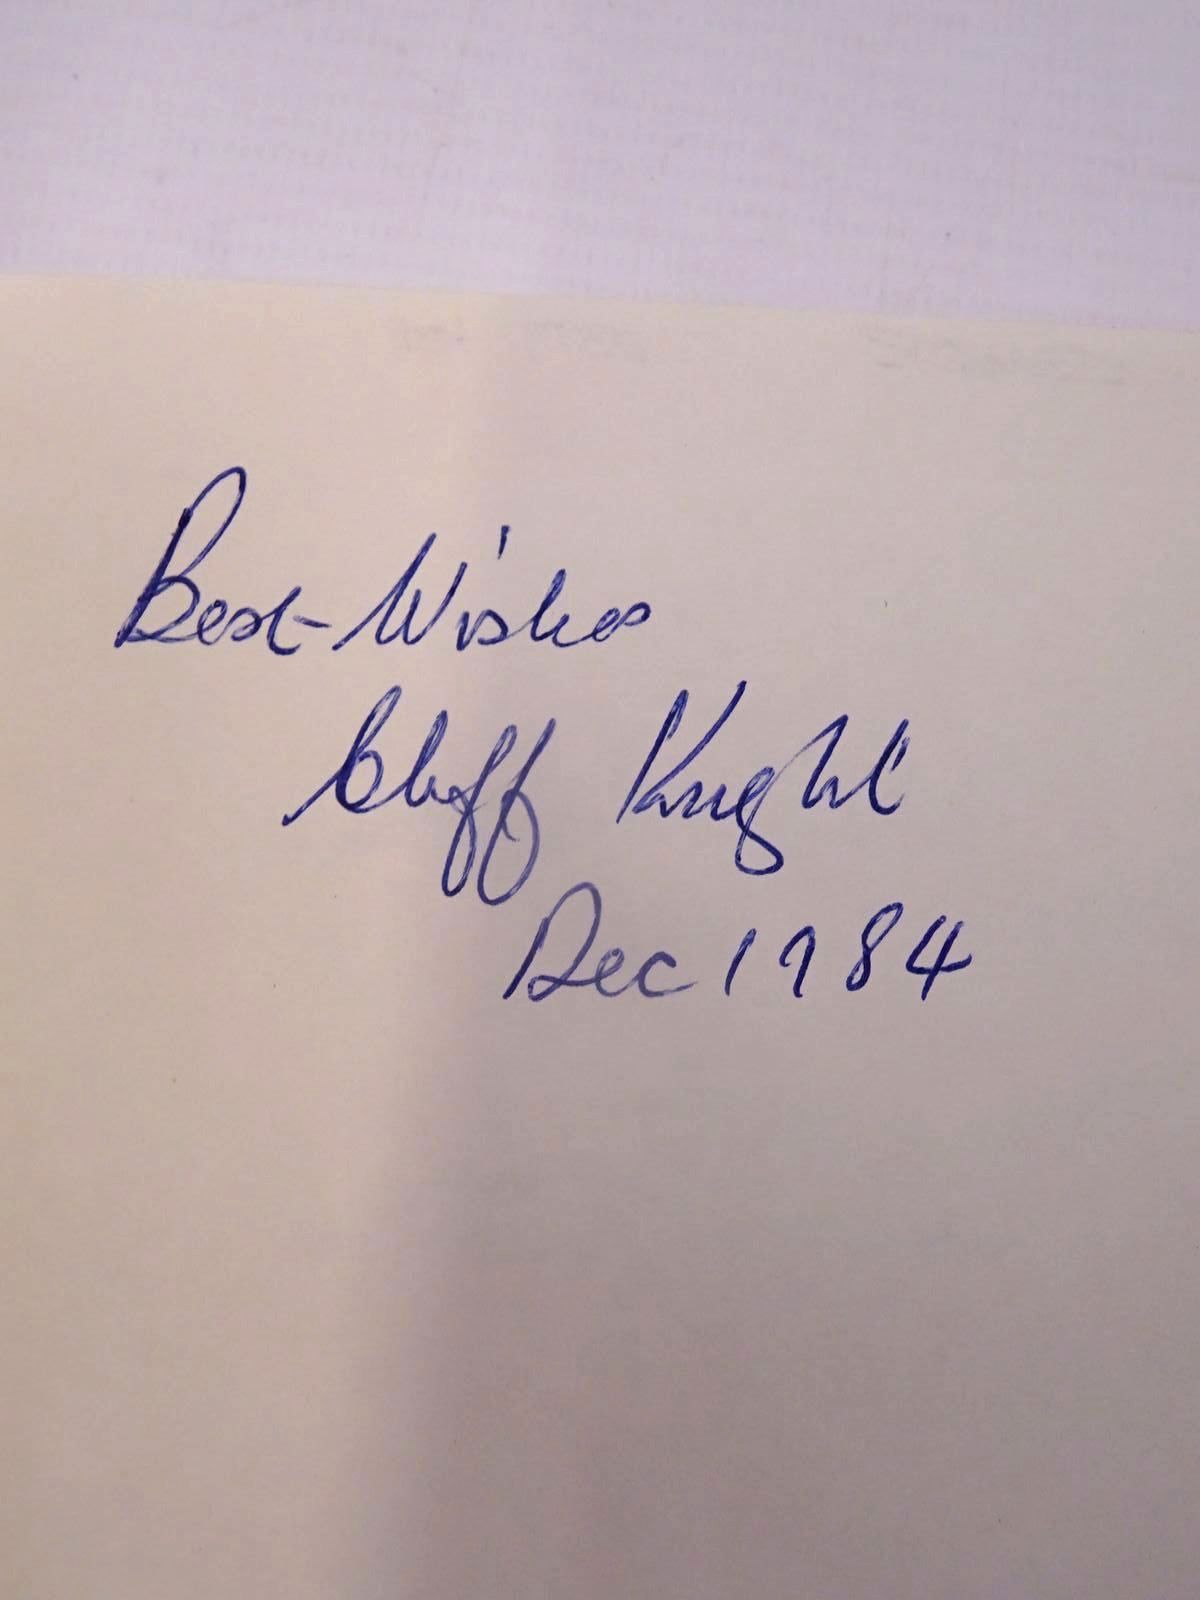 Best Wishes
Cliff Knight
Dec 1984